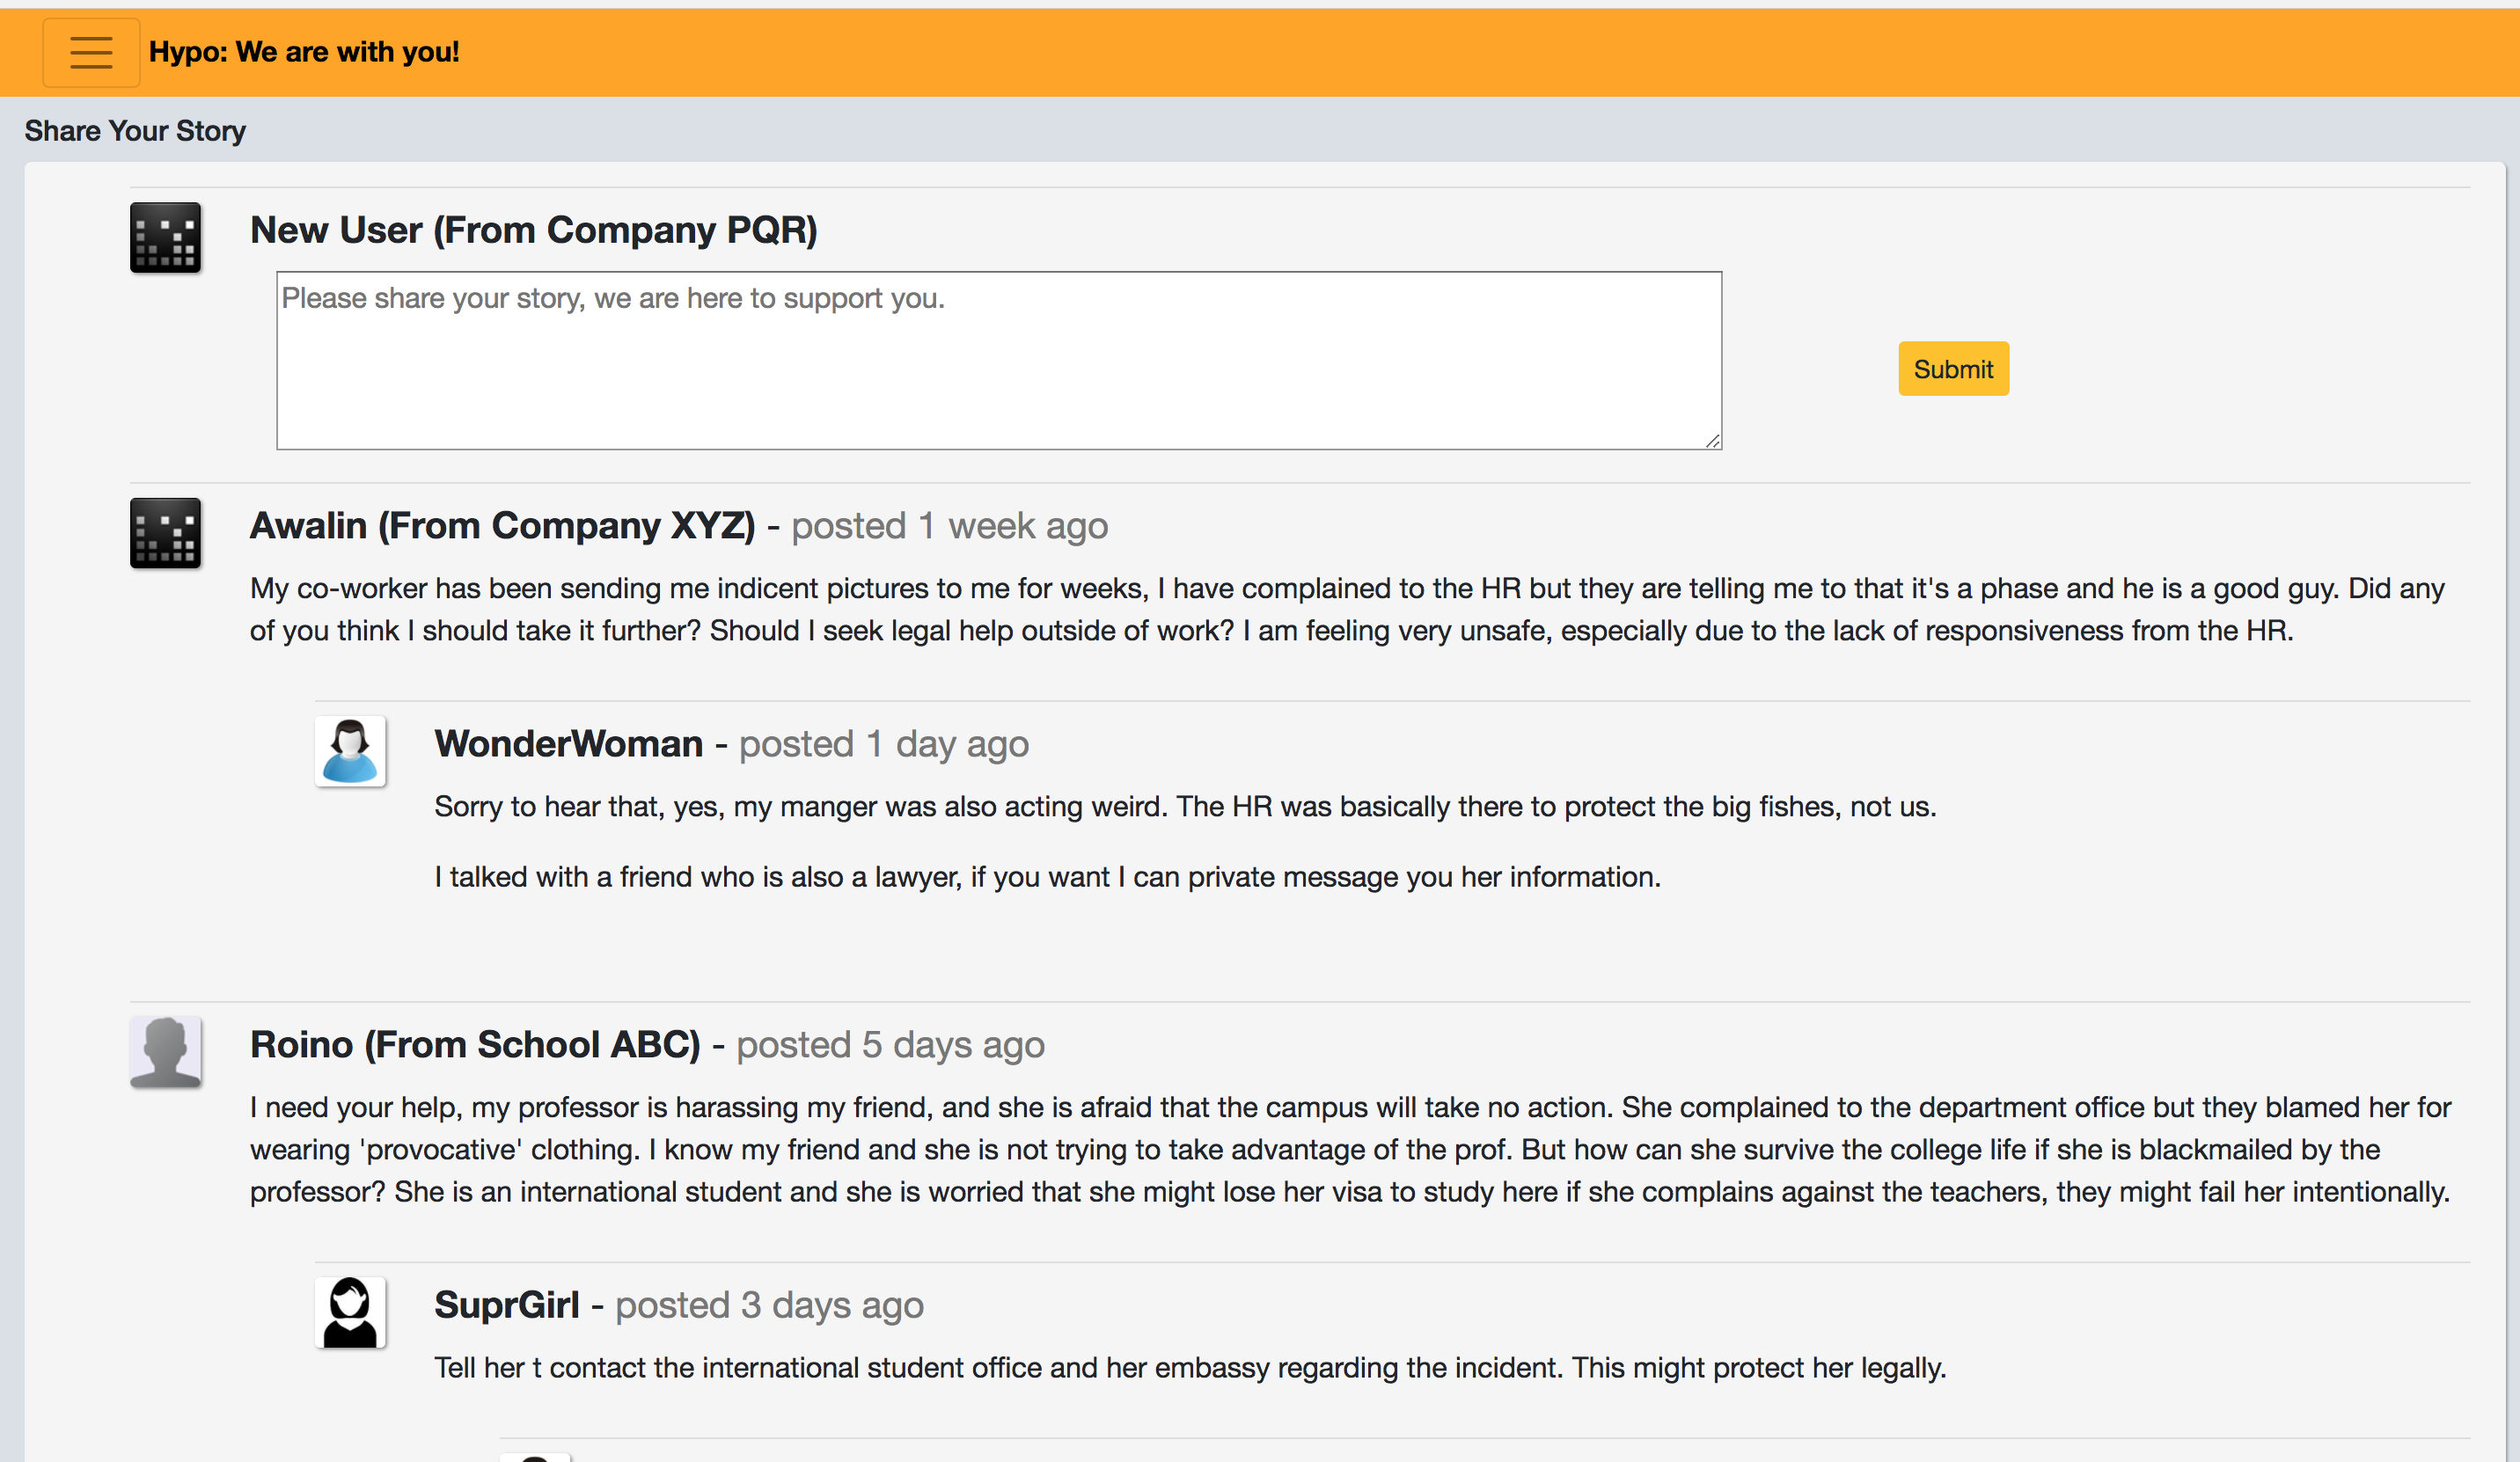 Hypo: We are with you!
Share Your Story
New User (From Company PQR)
Please share your story, we are here to support you.
Submit
Awalin (From Company XYZ) - posted 1 week ago
My co-worker has been sending me indicent pictures to me for weeks, I have complained to the HR but they are telling me to that it's a phase and he is a good guy. Did any
of you think I should take it further? Should I seek legal help outside of work? I am feeling very unsafe, especially due to the lack of responsiveness from the HR.
WonderWoman - posted 1 day ago
Sorry to hear that, yes, my manger was also acting weird. The HR was basically there to protect the big fishes, not us.
I talked with a friend who is also a lawyer, if you want I can private message you her information.
Roino (From School ABC) - posted 5 days ago
I need your help, my professor is harassing my friend, and she is afraid that the campus will take no action. She complained to the department office but they blamed her for
wearing 'provocative' clothing. I know my friend and she is not trying to take advantage of the prof. But how can she survive the college life if she is blackmailed by the
professor? She is an international student and she is worried that she might lose her visa to study here if she complains against the teachers, they might fail her intentionally.
SuprGirl - posted 3 days ago
Tell her t contact the international student office and her embassy regarding the incident. This might protect her legally.